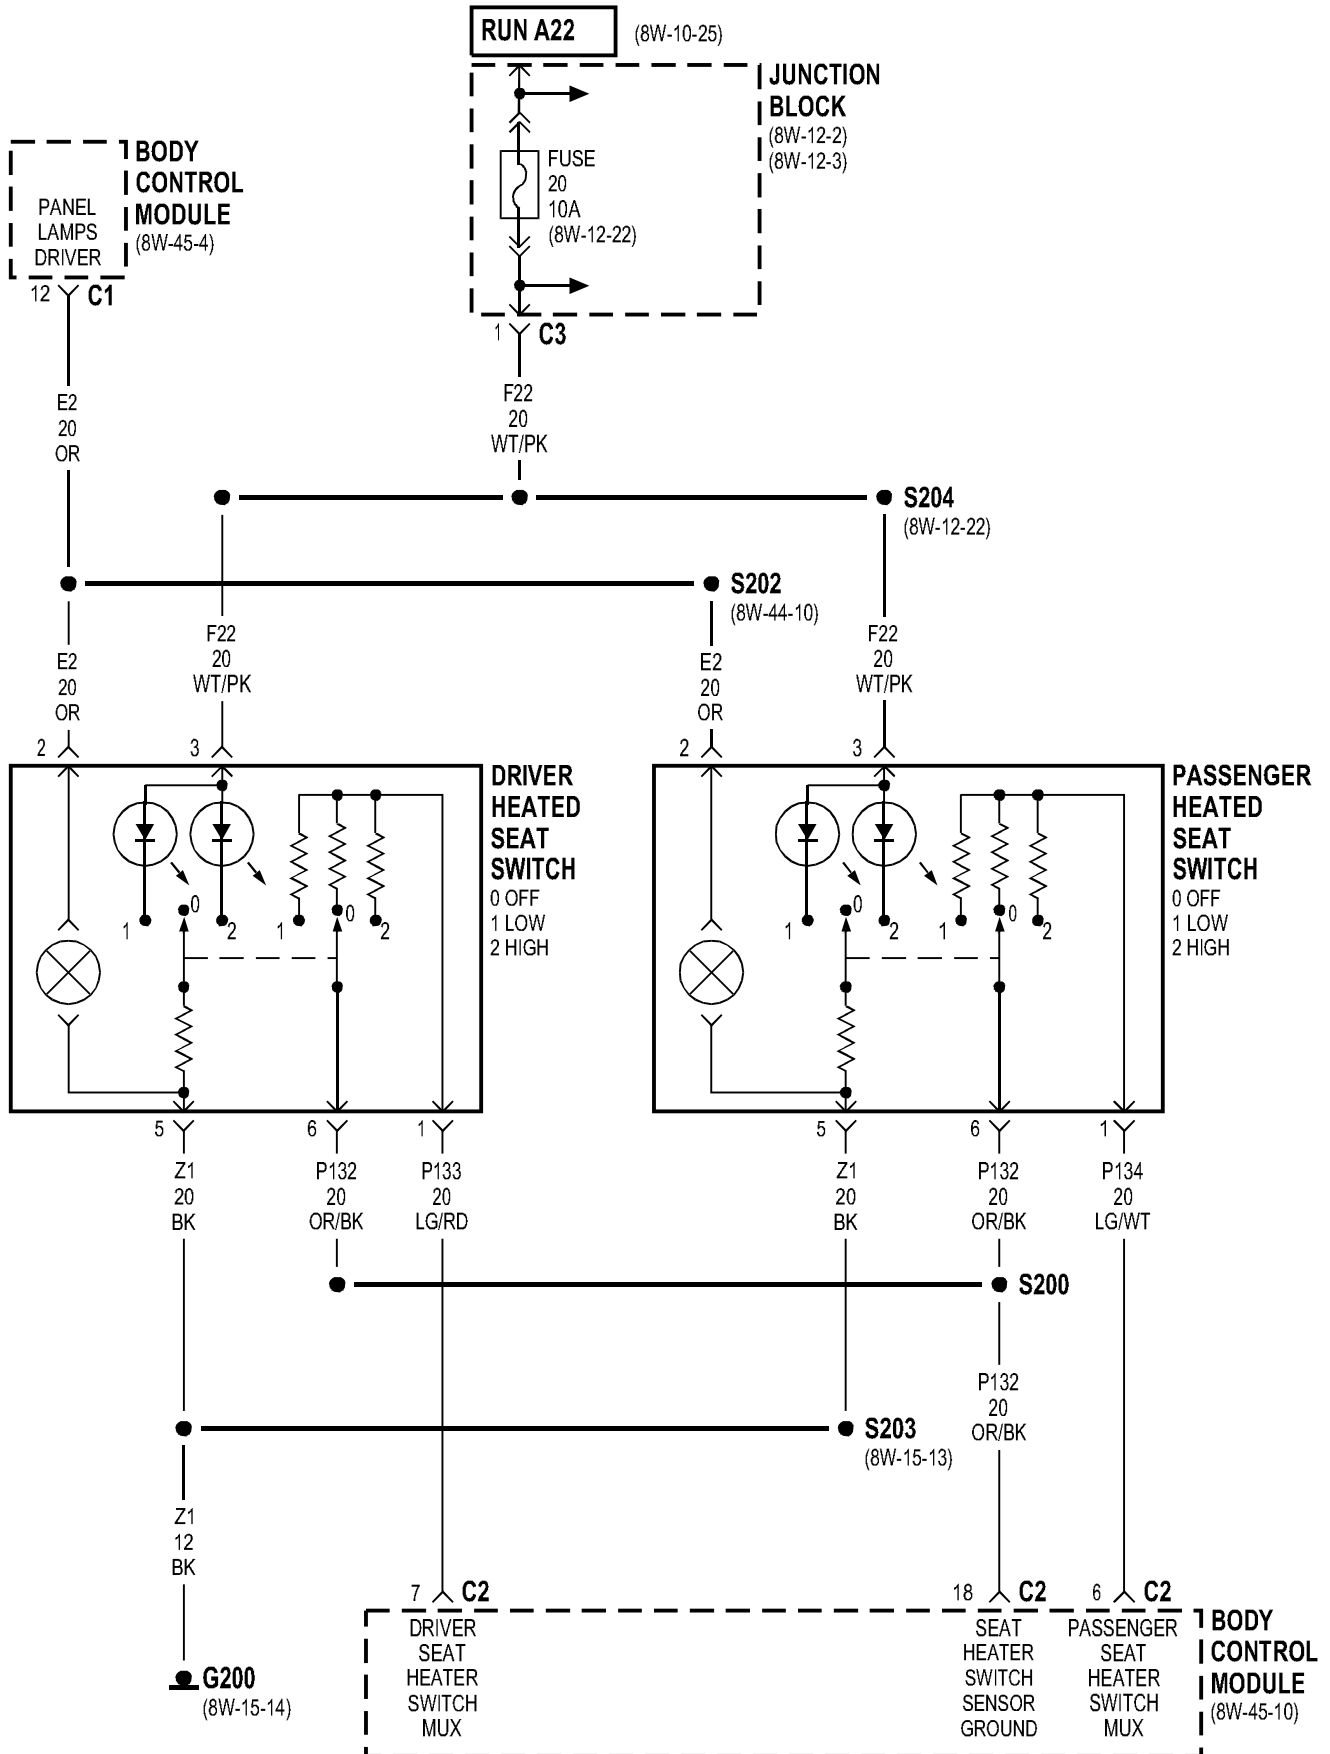 RUN A22
(8W-10-25)
JUNCTION
BLOCK
(8W-12-2)
(8W-12-3)
FUSE
20
10A
(8W-12-22)
BODY
CONTROL
MODULE
(8W-45-4)
PANEL
LAMPS
DRIVER
12
C1
1
C3
E2
20
OR
F22
20
WT/PK
S204
(8W-12-22)
S202
(8W-44-10)
E2
20
OR
F22
20
WT/PK
E2
20
OR
F22
20
WT/PK
2
3
2
3
DRIVER
HEATED
SEAT
SWITCH
0 OFF
1 LOW
2 HIGH
1
0
2
1
0
2
PASSENGER
HEATED
SEAT
SWITCH
0 OFF
1 LOW
2 HIGH
1
0
2
1
0
2
5
6
1
5
6
1
Z1
20
BK
P132
20
OR/BK
P133
20
LG/RD
Z1
20
BK
P132
20
OR/BK
P134
20
LG/WT
S200
P132
20
OR/BK
S203
(8W-15-13)
Z1
12
BK
G200
(8W-15-14)
7
C2
18
C2
6
C2
DRIVER
SEAT
HEATER
SWITCH
MUX
SEAT
HEATER
SWITCH
SENSOR
GROUND
PASSENGER
SEAT
HEATER
SWITCH
MUX
BODY
CONTROL
MODULE
(8W-45-10)